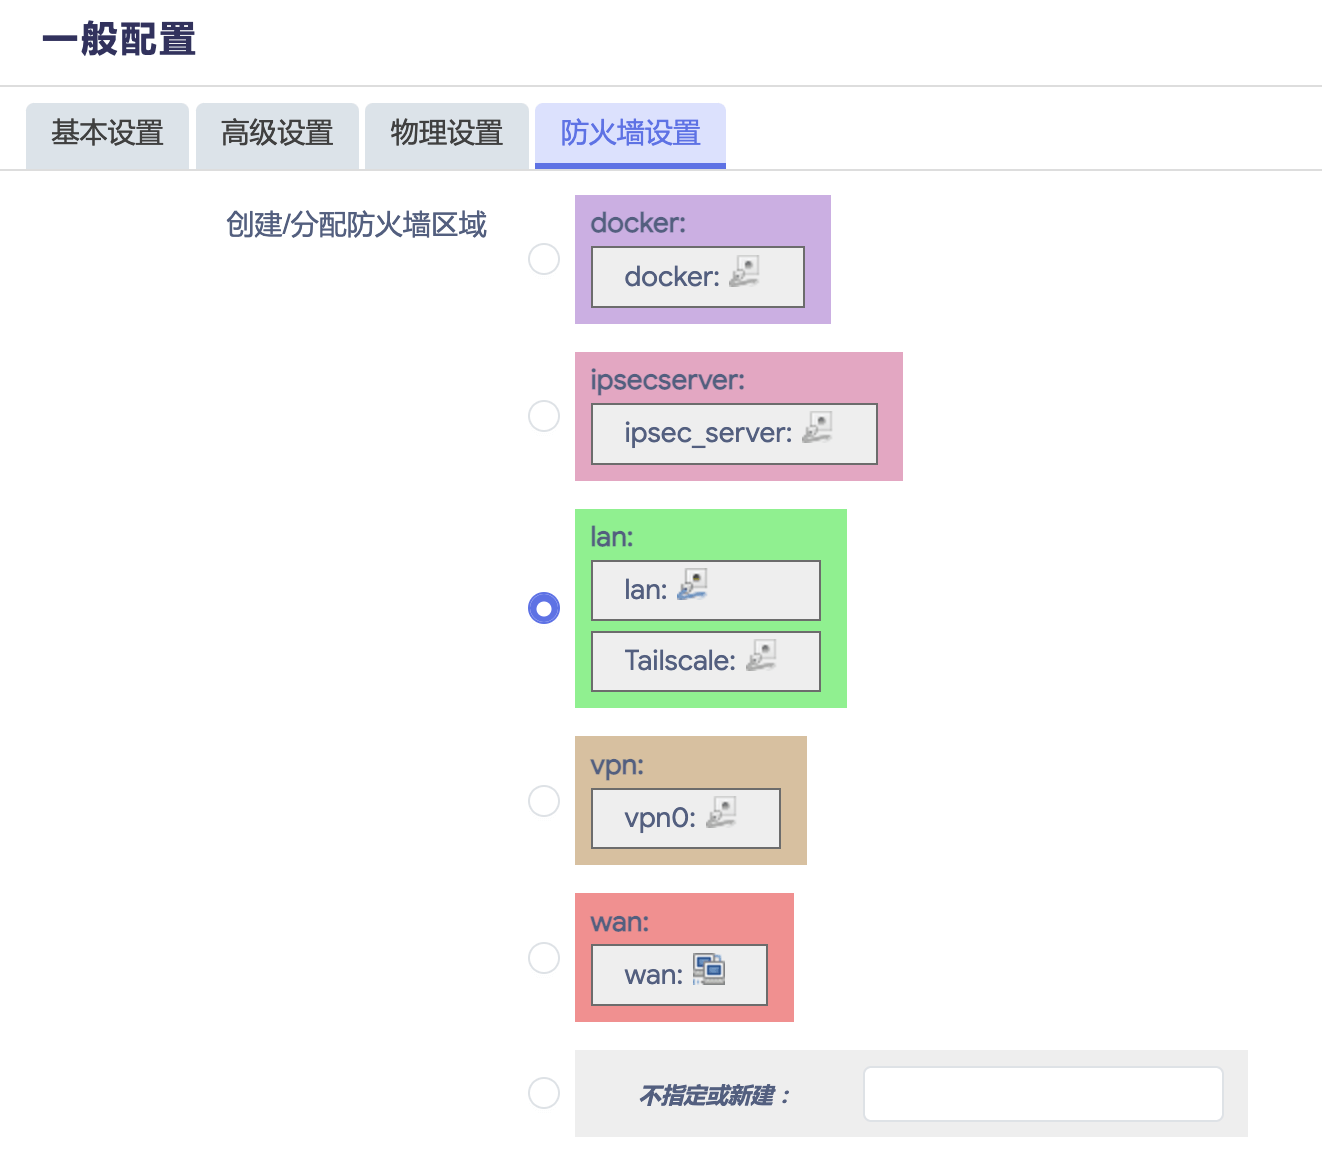 一般配置
基本设置 高级设置 物理设置 防火墙设置
创建/分配防火墙区域
docker:
docker:
ipsecserver:
ipsec_server:
lan:
lan:
Tailscale:
vpn:
vpn0:
wan:
wan:
不指定或新建：